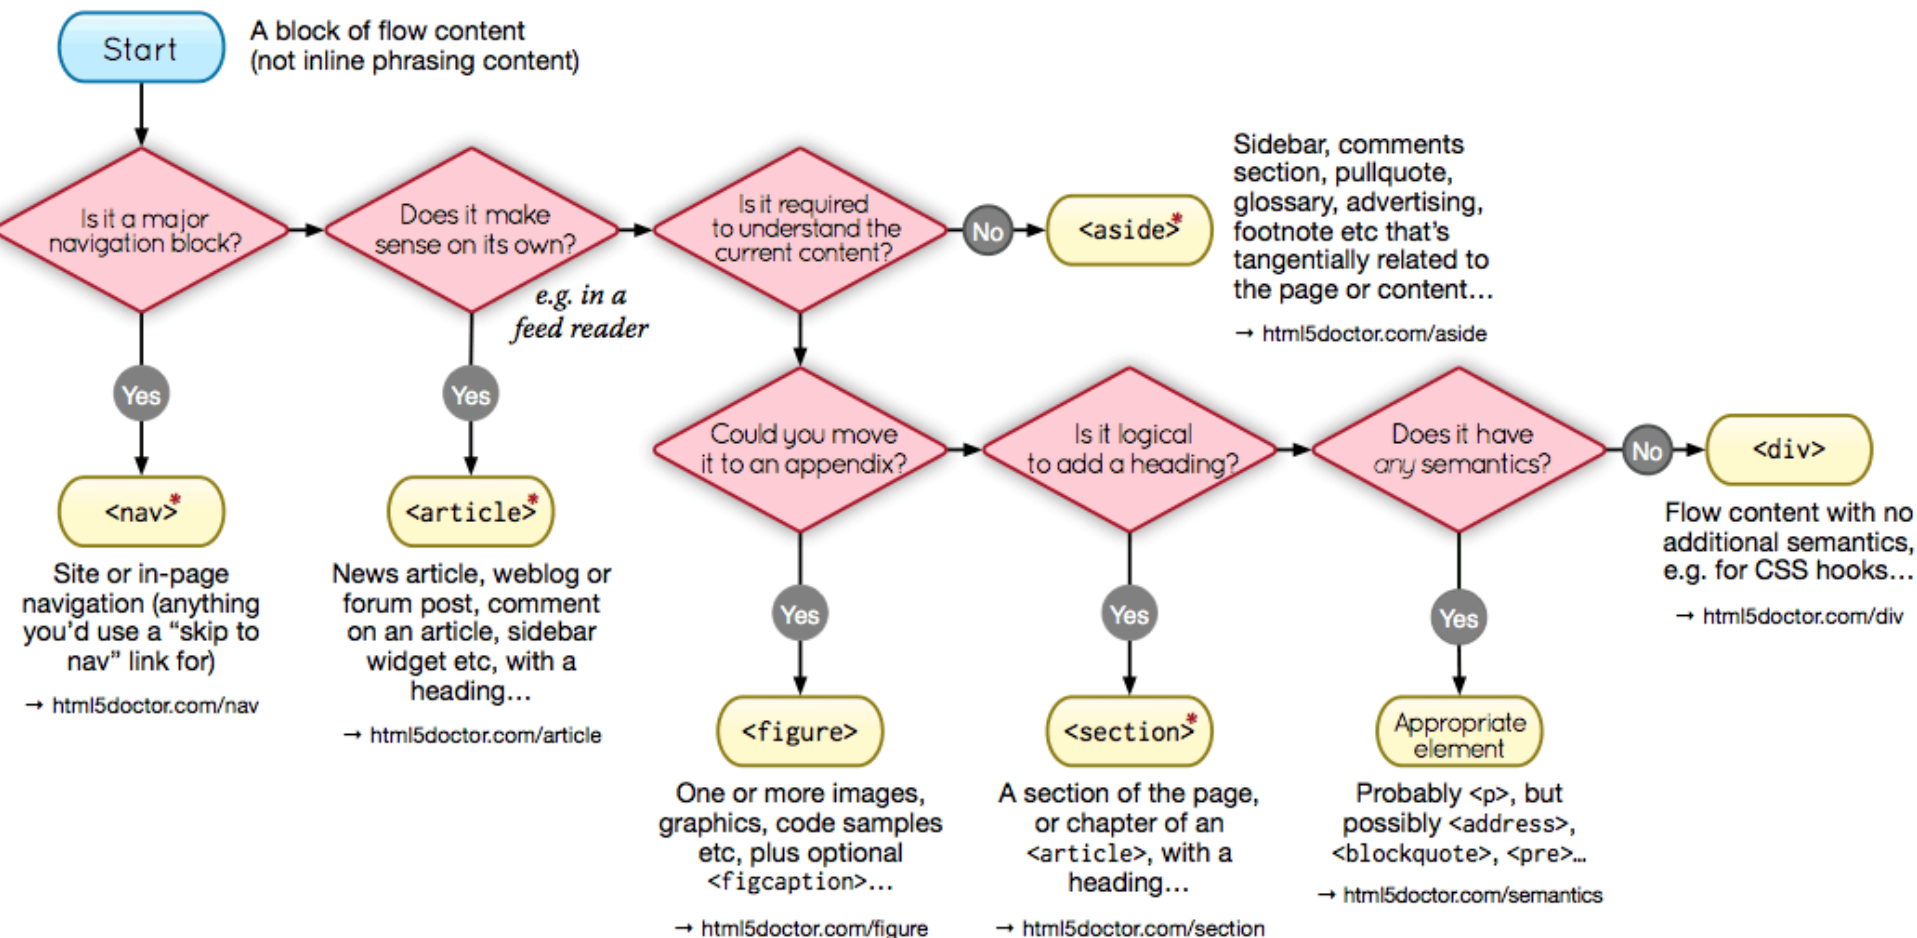 Start
A block of flow content
(not inline phrasing content)
Is it a major
navigation block?
Does it make
sense on its own?
e.g. in a
feed reader
Is it required
to understand the
current content?
No
<aside>*
Sidebar, comments
section, pullquote,
glossary, advertising,
footnote etc that’s
tangentially related to
the page or content…
→ html5doctor.com/aside
Yes
<nav>*
Site or in-page
navigation (anything
you’d use a “skip to
nav” link for)
→ html5doctor.com/nav
Yes
<article>*
News article, weblog or
forum post, comment
on an article, sidebar
widget etc, with a
heading…
→ html5doctor.com/article
Could you move
it to an appendix?
Is it logical
to add a heading?
Does it have
any semantics?
No
<div>
Flow content with no
additional semantics,
e.g. for CSS hooks…
→ html5doctor.com/div
Yes
<figure>
One or more images,
graphics, code samples
etc, plus optional
<figcaption>…
→ html5doctor.com/figure
Yes
<section>*
A section of the page,
or chapter of an
<article>, with a
heading…
→ html5doctor.com/section
Yes
Appropriate
element
Probably <p>, but
possibly <address>,
<blockquote>, <pre>…
→ html5doctor.com/semantics